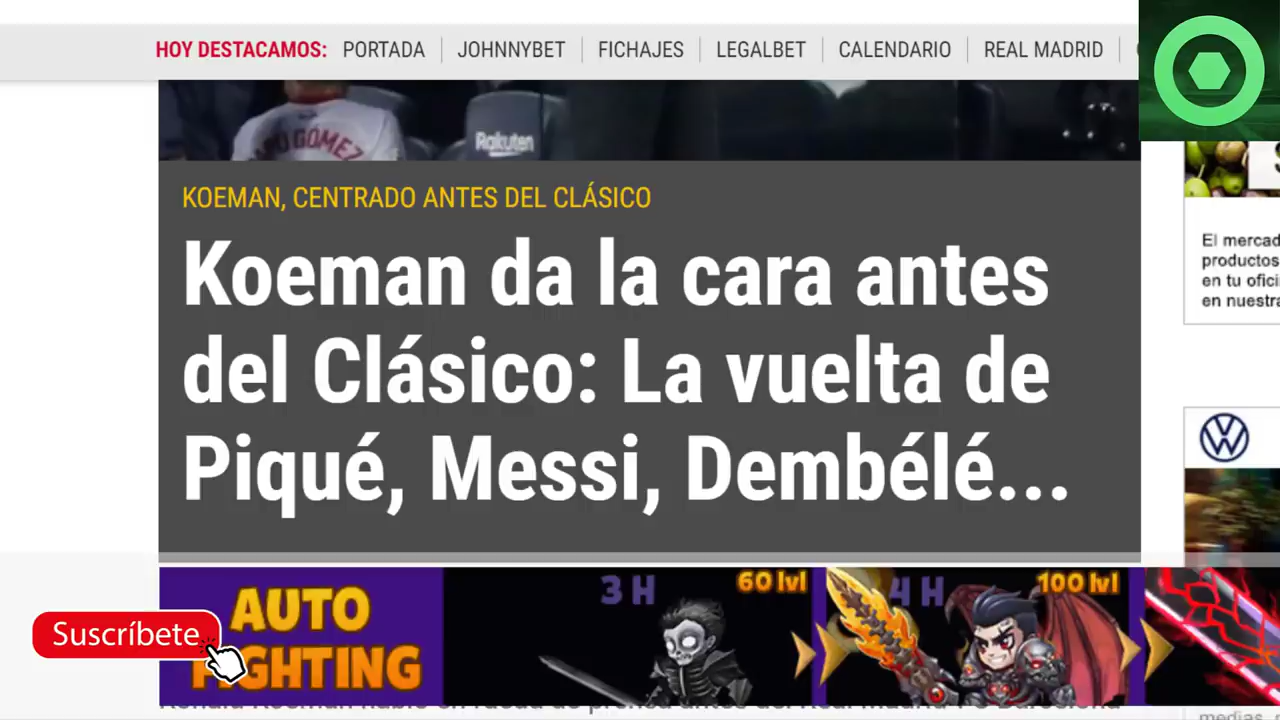 HOY DESTACAMOS: PORTADA JOHNNYBET FICHAJES LEGALBET CALENDARIO REAL MADRID
GOMEZ
Rakuten
KOEMAN, CENTRADO ANTES DEL CLÁSICO
Koeman da la cara antes
del Clásico: La vuelta de
Piqué, Messi, Dembélé...
El mercad
productos
en tu ofici
en nuestra
AUTO
FIGHTING
3 H
60 lvl
4 H
100 lvl
Suscríbete